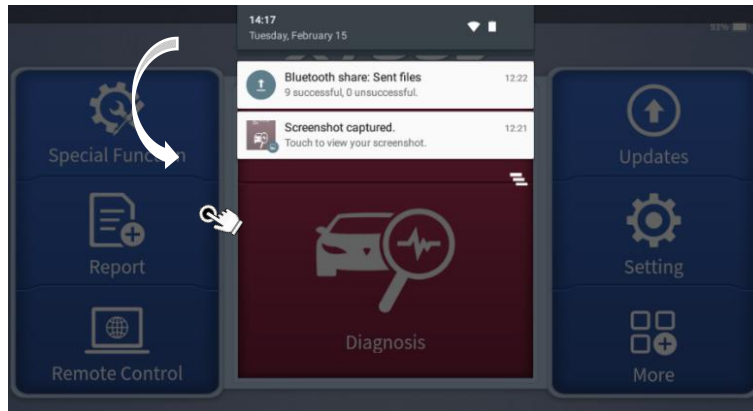 14:17
Tuesday, February 15
53%
Bluetooth share: Sent files 12:22
9 successful, 0 unsuccessful.
Screenshot captured. 12:21
Touch to view your screenshot.
Special Function
Updates
Report
Setting
Diagnosis
Remote Control
More